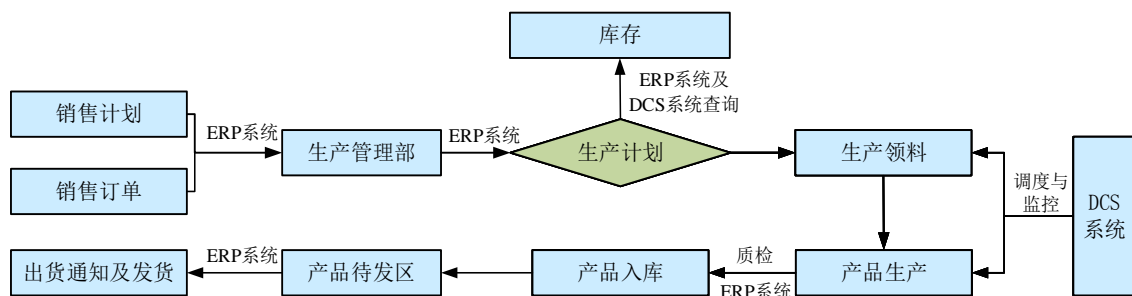 库存
ERP系统及
DCS系统查询
销售计划
ERP系统
生产管理部
ERP系统
生产计划
生产领料
销售订单
调度与
监控
DCS
系统
出货通知及发货
ERP系统
产品待发区
产品入库
质检
ERP系统
产品生产